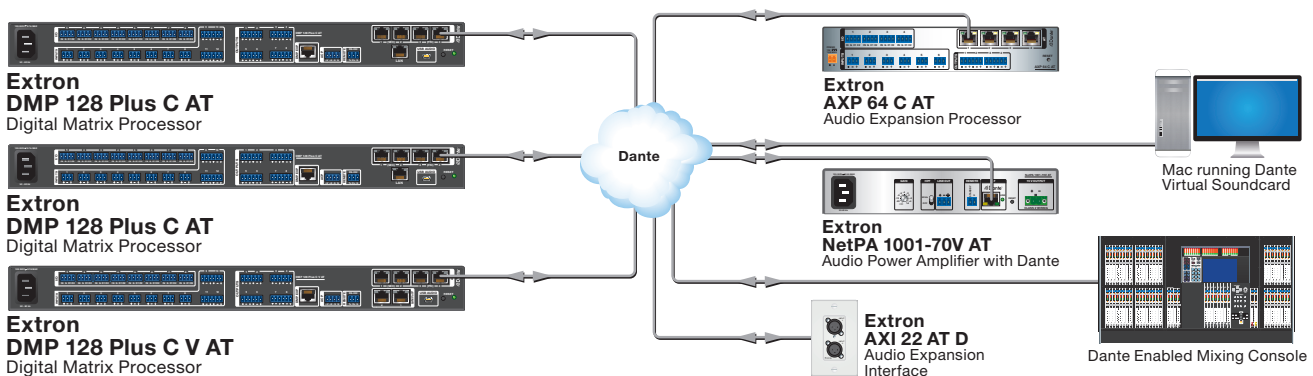 Extron
DMP 128 Plus C AT
Digital Matrix Processor
Extron
DMP 128 Plus C AT
Digital Matrix Processor
Extron
DMP 128 Plus C V AT
Digital Matrix Processor
Dante
Extron
AXP 64 C AT
Audio Expansion Processor
Mac running Dante
Virtual Soundcard
Extron
NetPA 1001-70V AT
Audio Power Amplifier with Dante
Extron
AXI 22 AT D
Audio Expansion
Interface
Dante Enabled Mixing Console